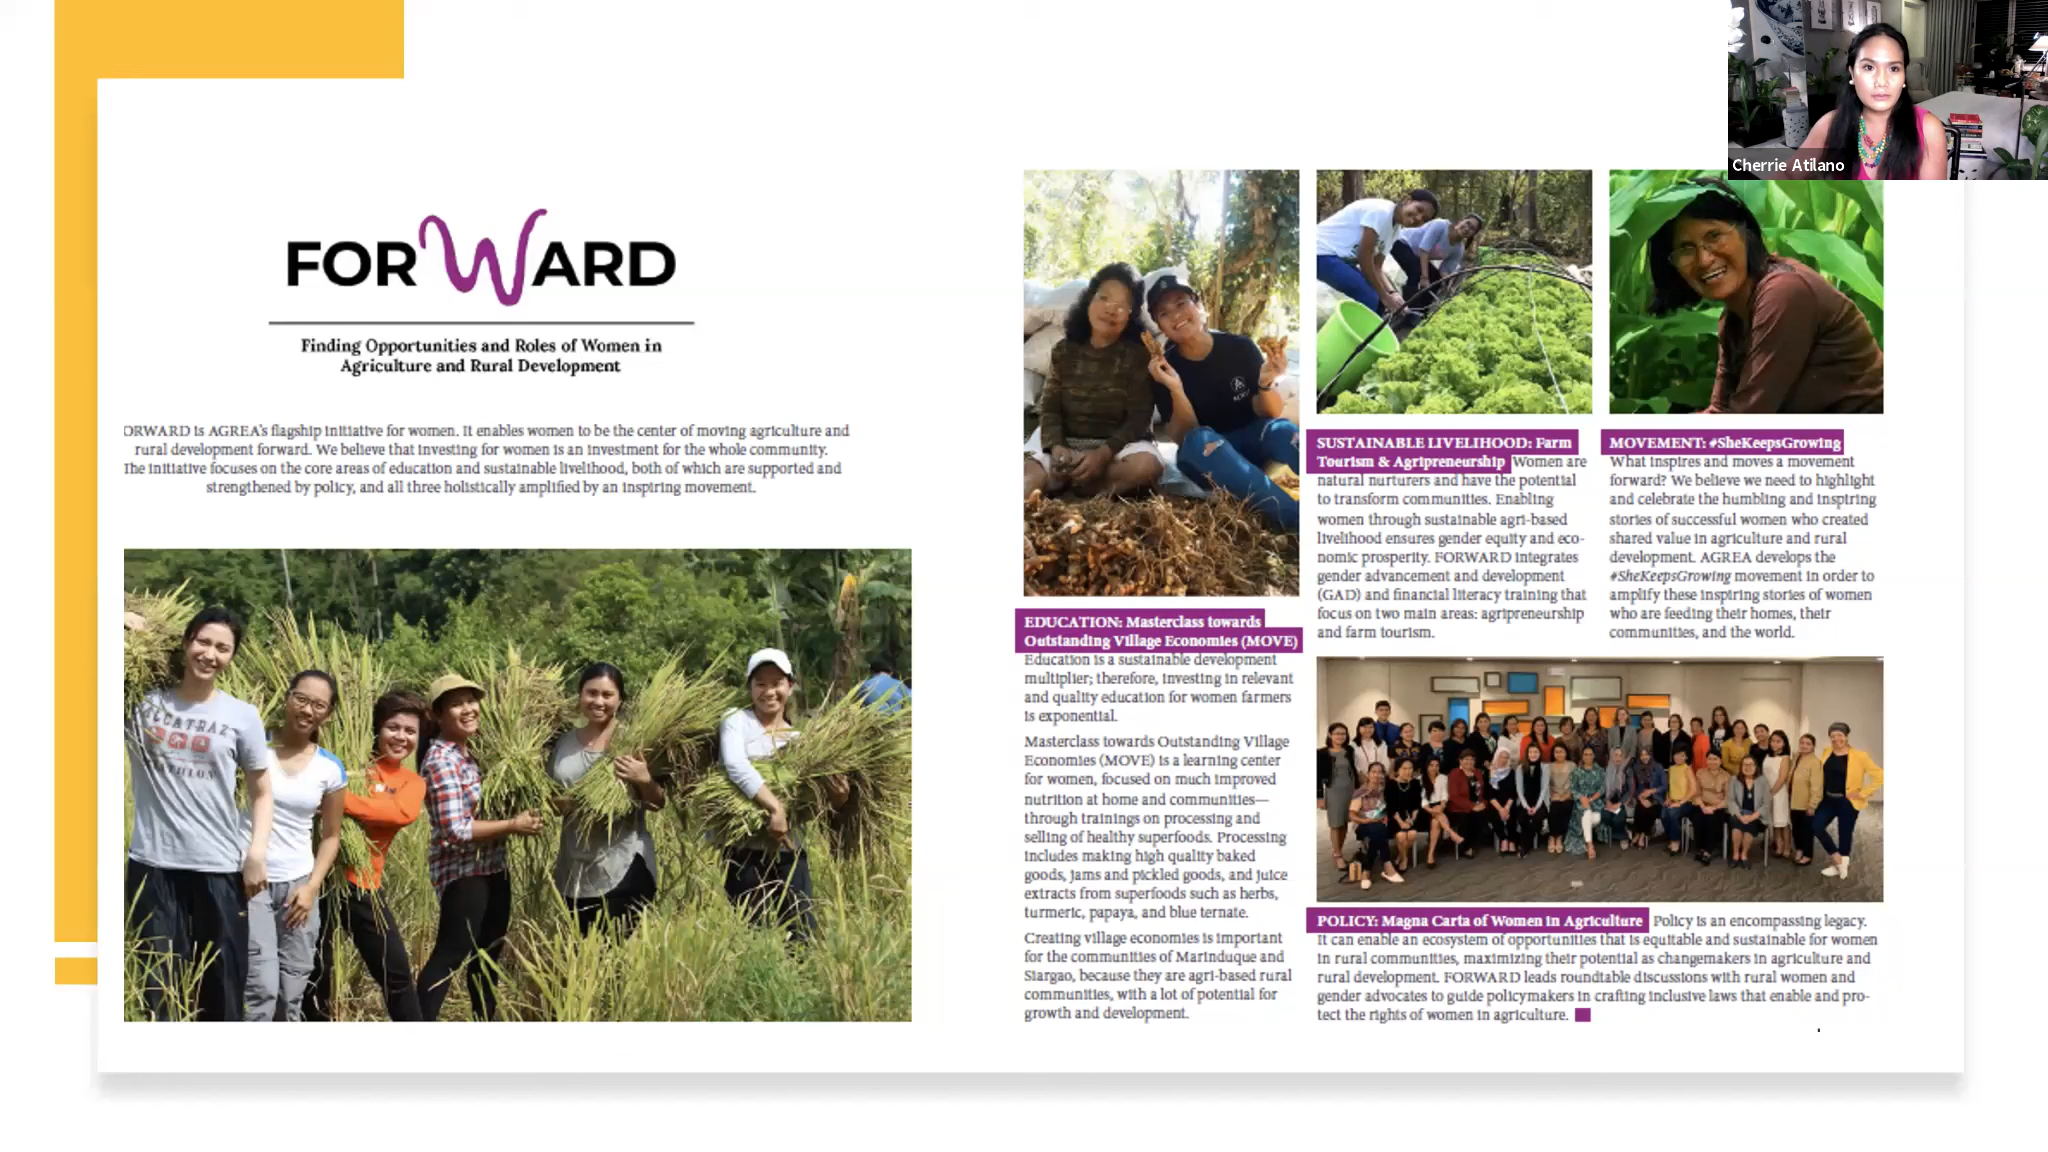 Cherrie Atilano
FORWARD
Finding Opportunities and Roles of Women in
Agriculture and Rural Development
ORWARD is AGREA's flagship initiative for women. It enables women to be the center of moving agriculture and
rural development forward. We believe that investing for women is an investment for the whole community.
The initiative focuses on the core areas of education and sustainable livelihood, both of which are supported and
strengthened by policy, and all three holistically amplified by an inspiring movement.
ALCATRAZ
TRIATHLON
EDUCATION: Masterclass towards
Outstanding Village Economies (MOVE)
Education is a sustainable development
multiplier; therefore, investing in relevant
and quality education for women farmers
is exponential.
Masterclass towards Outstanding Village
Economies (MOVE) is a learning center
for women, focused on much improved
nutrition at home and communities—
through trainings on processing and
selling of healthy superfoods. Processing
includes making high quality baked
goods, jams and pickled goods, and juice
extracts from superfoods such as herbs,
turmeric, papaya, and blue ternate.
Creating village economies is important
for the communities of Marinduque and
Siargao, because they are agri-based rural
communities, with a lot of potential for
growth and development.
SUSTAINABLE LIVELIHOOD: Farm
Tourism & Agripreneurship Women are
natural nurturers and have the potential
to transform communities. Enabling
women through sustainable agri-based
livelihood ensures gender equity and eco-
nomic prosperity. FORWARD integrates
gender advancement and development
(GAD) and financial literacy training that
focus on two main areas: agripreneurship
and farm tourism.
MOVEMENT: #SheKeepsGrowing
What inspires and moves a movement
forward? We believe we need to highlight
and celebrate the humbling and inspiring
stories of successful women who created
shared value in agriculture and rural
development. AGREA develops the
#SheKeepsGrowing movement in order to
amplify these inspiring stories of women
who are feeding their homes, their
communities, and the world.
POLICY: Magna Carta of Women in Agriculture Policy is an encompassing legacy.
It can enable an ecosystem of opportunities that is equitable and sustainable for women
in rural communities, maximizing their potential as changemakers in agriculture and
rural development. FORWARD leads roundtable discussions with rural women and
gender advocates to guide policymakers in crafting inclusive laws that enable and pro-
tect the rights of women in agriculture.